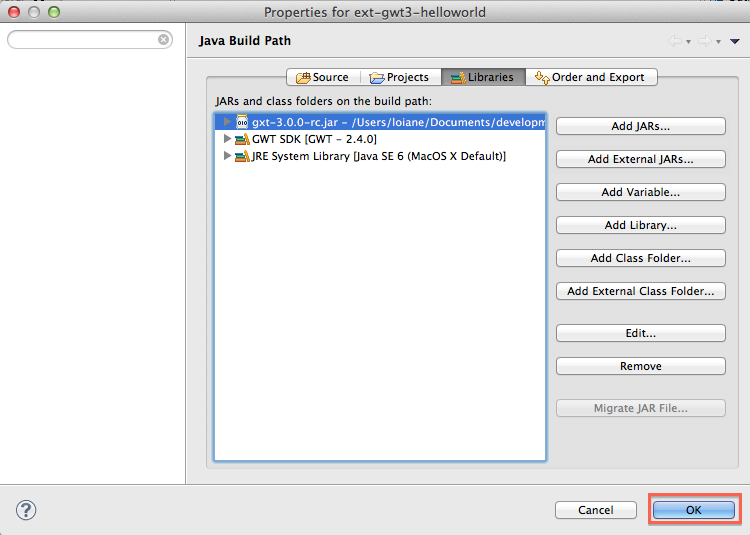 Properties for ext-gwt3-helloworld
Java Build Path
Source Projects Libraries Order and Export
JARs and class folders on the build path:
gxt-3.0.0-rc.jar - /Users/loiane/Documents/developm
GWT SDK [GWT - 2.4.0]
JRE System Library [Java SE 6 (MacOS X Default)]
Add JARs...
Add External JARs...
Add Variable...
Add Library...
Add Class Folder...
Add External Class Folder...
Edit...
Remove
Migrate JAR File...
?
Cancel OK